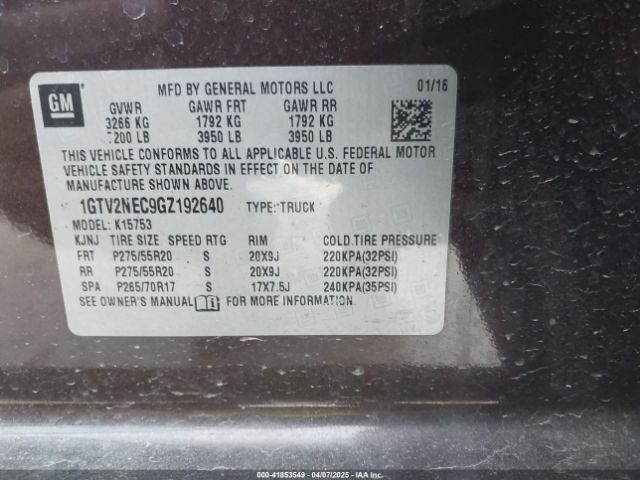 GM
MFD BY GENERAL MOTORS LLC 01/16
GVWR GAWR FRT GAWR RR
3266 KG 1792 KG 1792 KG
200 LB 3950 LB 3950 LB
THIS VEHICLE CONFORMS TO ALL APPLICABLE U.S. FEDERAL MOTOR
VEHICLE SAFETY STANDARDS IN EFFECT ON THE DATE OF
MANUFACTURE SHOWN ABOVE.
1GTV2NEC9GZ192640 TYPE: TRUCK
MODEL: K15753
KJNJ TIRE SIZE SPEED RTG RIM COLD TIRE PRESSURE
FRT P275/55R20 S 20X9J 220KPA(32PSI)
RR P275/55R20 S 20X9J 220KPA(32PSI)
SPA P265/70R17 S 17X7.5J 240KPA(35PSI)
SEE OWNER'S MANUAL FOR MORE INFORMATION.
000-41853549 - 04/07/2025 - IAAI.COM